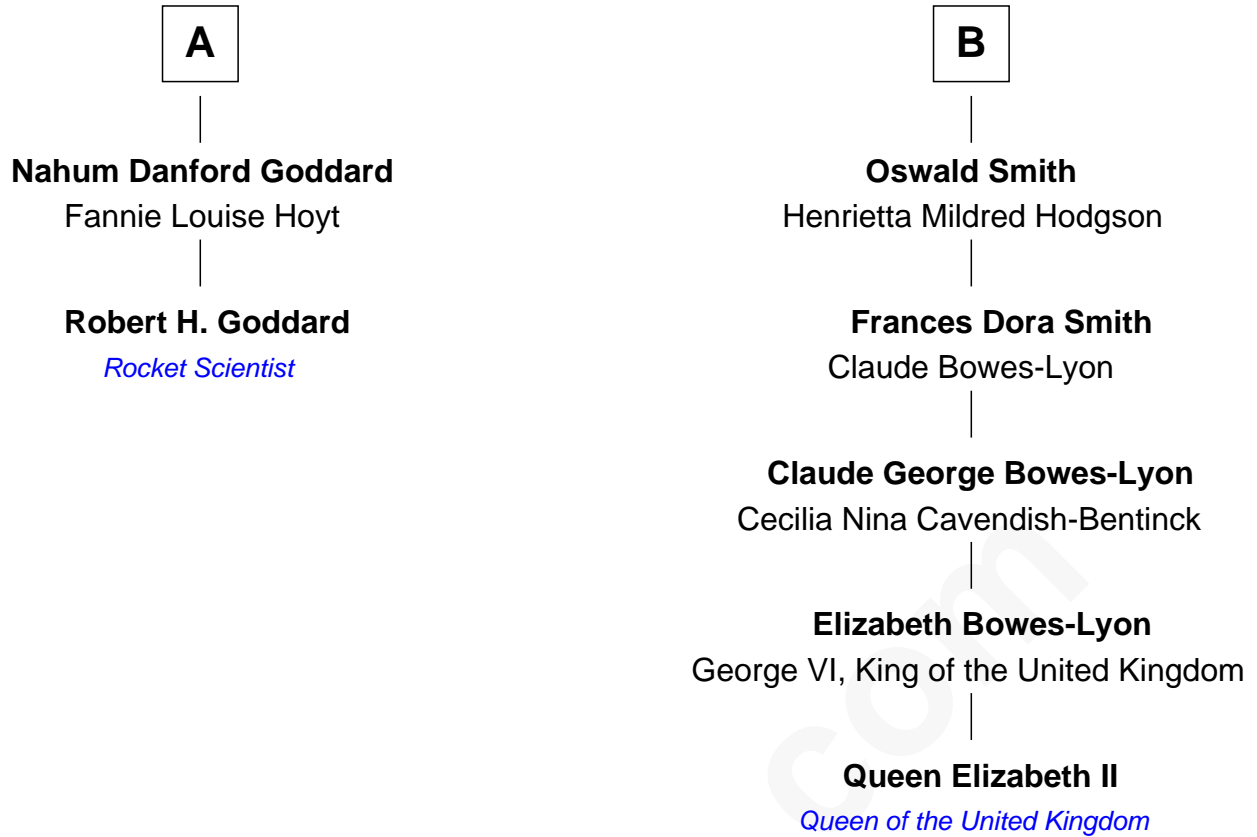 A
Nahum Danford Goddard
Fannie Louise Hoyt
Robert H. Goddard
Rocket Scientist
B
Oswald Smith
Henrietta Mildred Hodgson
Frances Dora Smith
Claude Bowes-Lyon
Claude George Bowes-Lyon
Cecilia Nina Cavendish-Bentinck
Elizabeth Bowes-Lyon
George VI, King of the United Kingdom
Queen Elizabeth II
Queen of the United Kingdom
com